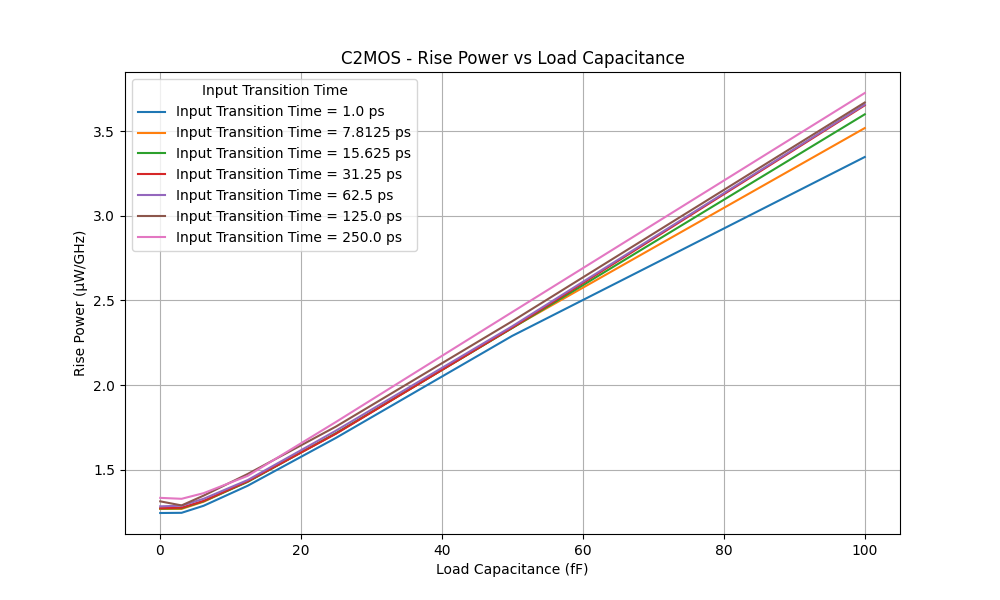 C2MOS - Rise Power vs Load Capacitance
Input Transition Time
Input Transition Time = 1.0 ps
Input Transition Time = 7.8125 ps
Input Transition Time = 15.625 ps
Input Transition Time = 31.25 ps
Input Transition Time = 62.5 ps
Input Transition Time = 125.0 ps
Input Transition Time = 250.0 ps
Rise Power (μW/GHz)
3.5
3.0
2.5
2.0
1.5
0 20 40 60 80 100
Load Capacitance (fF)